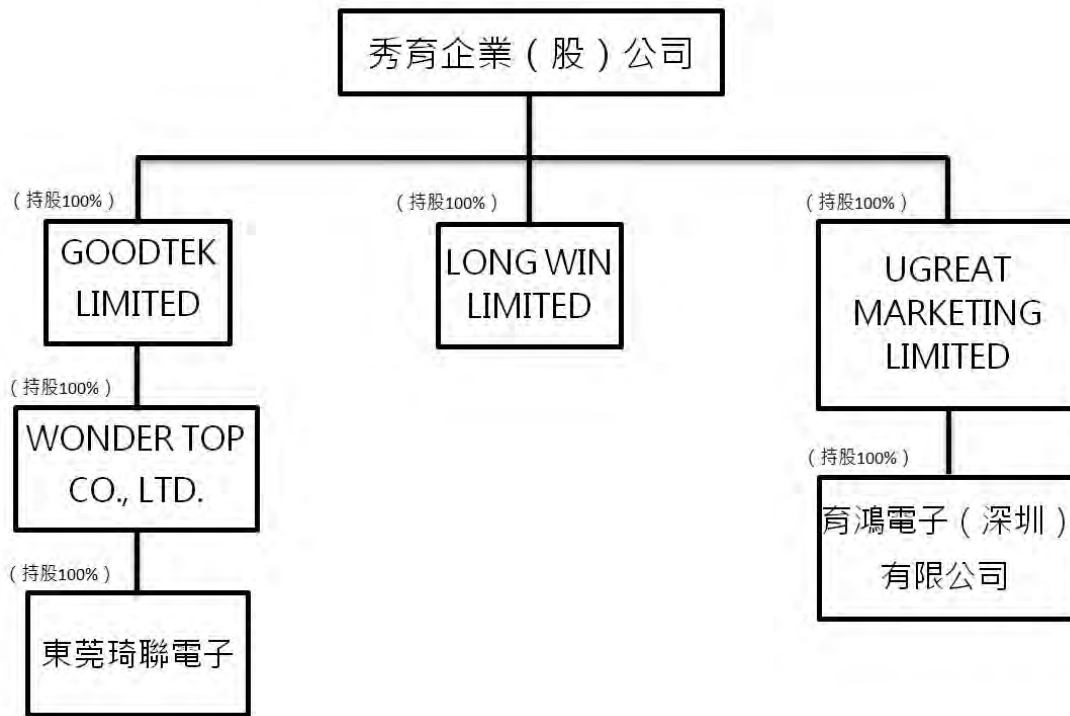 秀育企業（股）公司
（持股100%）
（持股100%）
（持股100%）
GOODTEK
LIMITED
LONG WIN
LIMITED
UGREAT
MARKETING
LIMITED
（持股100%）
WONDER TOP
CO., LTD.
（持股100%）
育鴻電子（深圳）
有限公司
（持股100%）
東莞琦聯電子